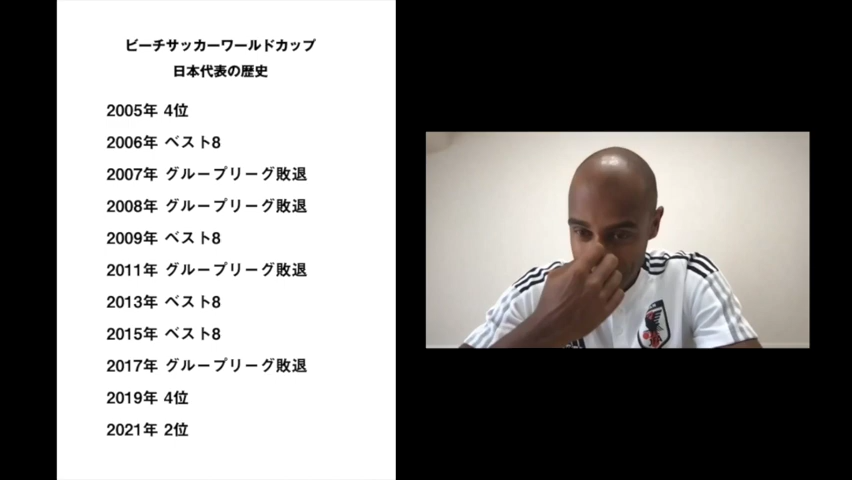 ビーチサッカーワールドカップ
日本代表の歴史
2005年 4位
2006年 ベスト8
2007年 グループリーグ敗退
2008年 グループリーグ敗退
2009年 ベスト8
2011年 グループリーグ敗退
2013年 ベスト8
2015年 ベスト8
2017年 グループリーグ敗退
2019年 4位
2021年 2位